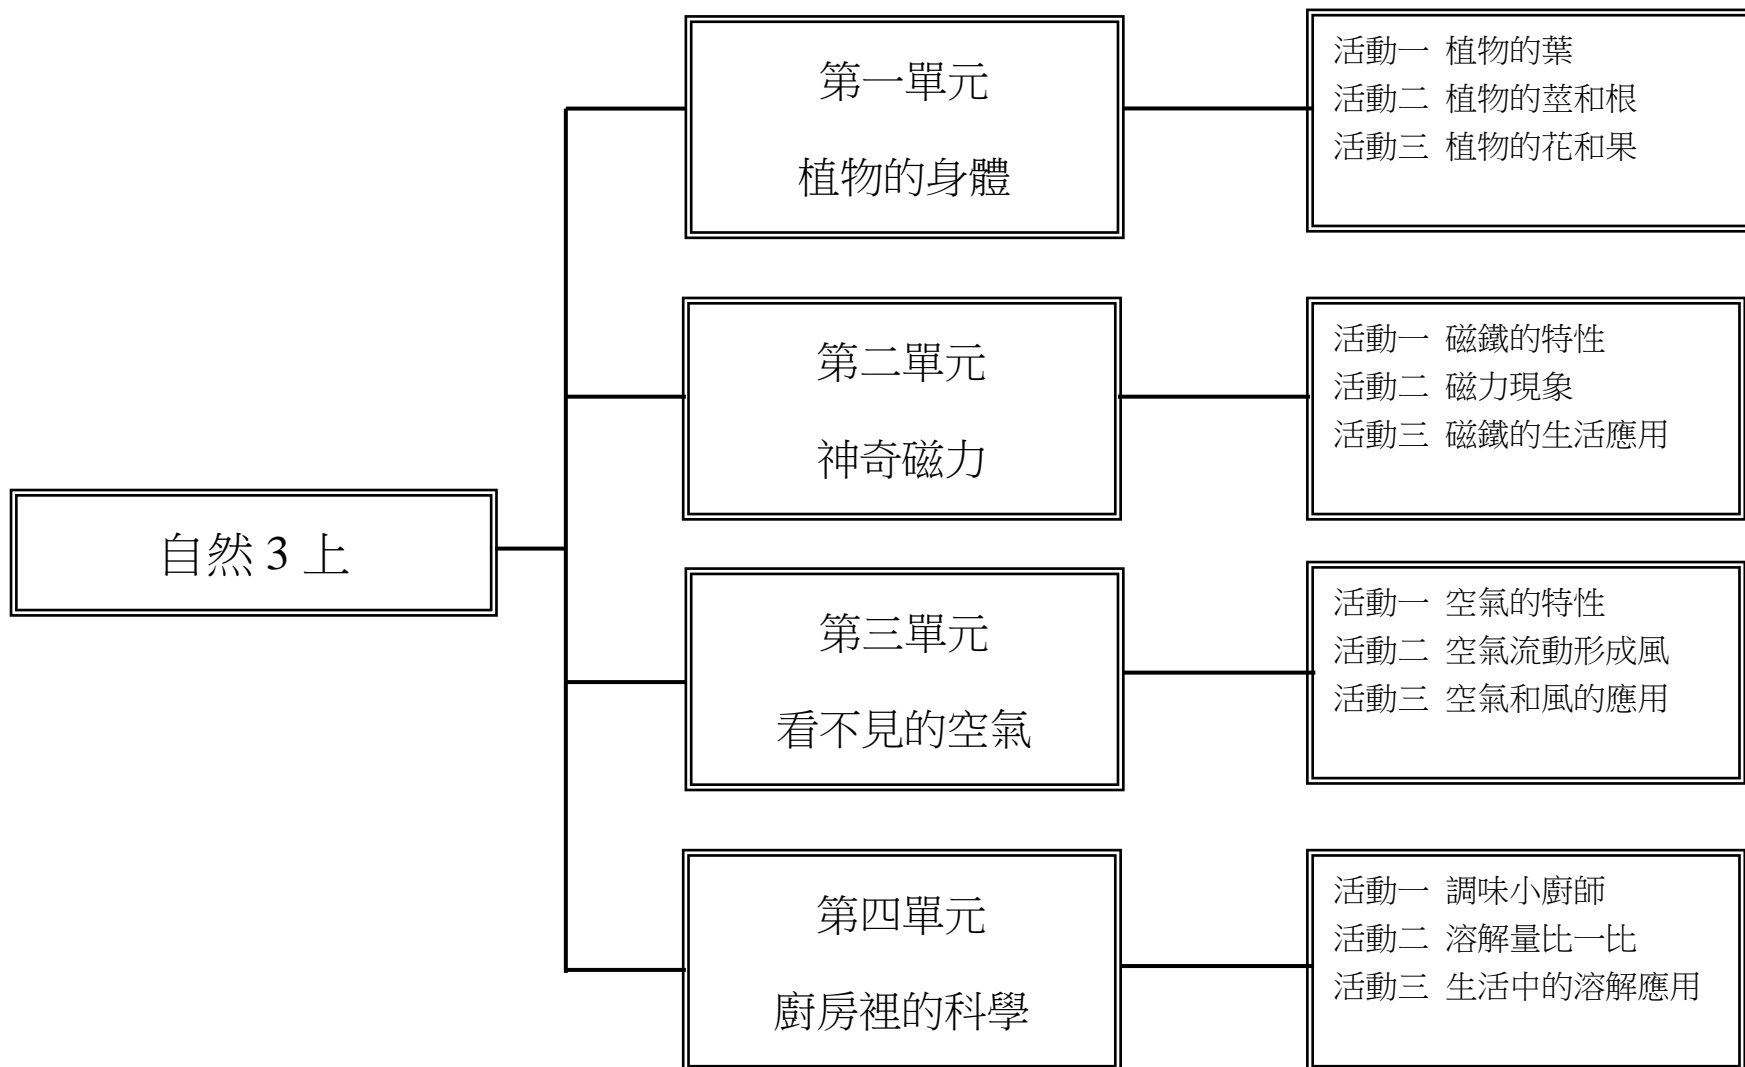 自然 3 上
第一單元
植物的身體
活動一 植物的葉
活動二 植物的莖和根
活動三 植物的花和果
第二單元
神奇磁力
活動一 磁鐵的特性
活動二 磁力現象
活動三 磁鐵的生活應用
第三單元
看不見的空氣
活動一 空氣的特性
活動二 空氣流動形成風
活動三 空氣和風的應用
第四單元
廚房裡的科學
活動一 調味小廚師
活動二 溶解量比一比
活動三 生活中的溶解應用